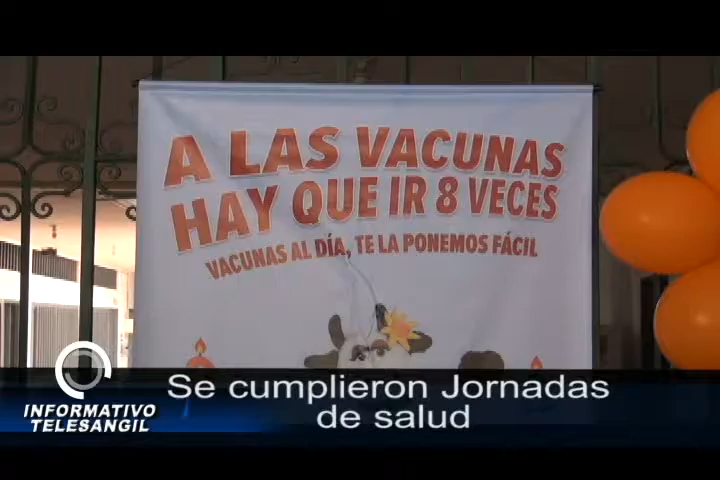 A LAS VACUNAS
HAY QUE IR 8 VECES
VACUNAS AL DÍA, TE LA PONEMOS FÁCIL
Se cumplieron Jornadas
de salud
INFORMATIVO
TELESANGIL